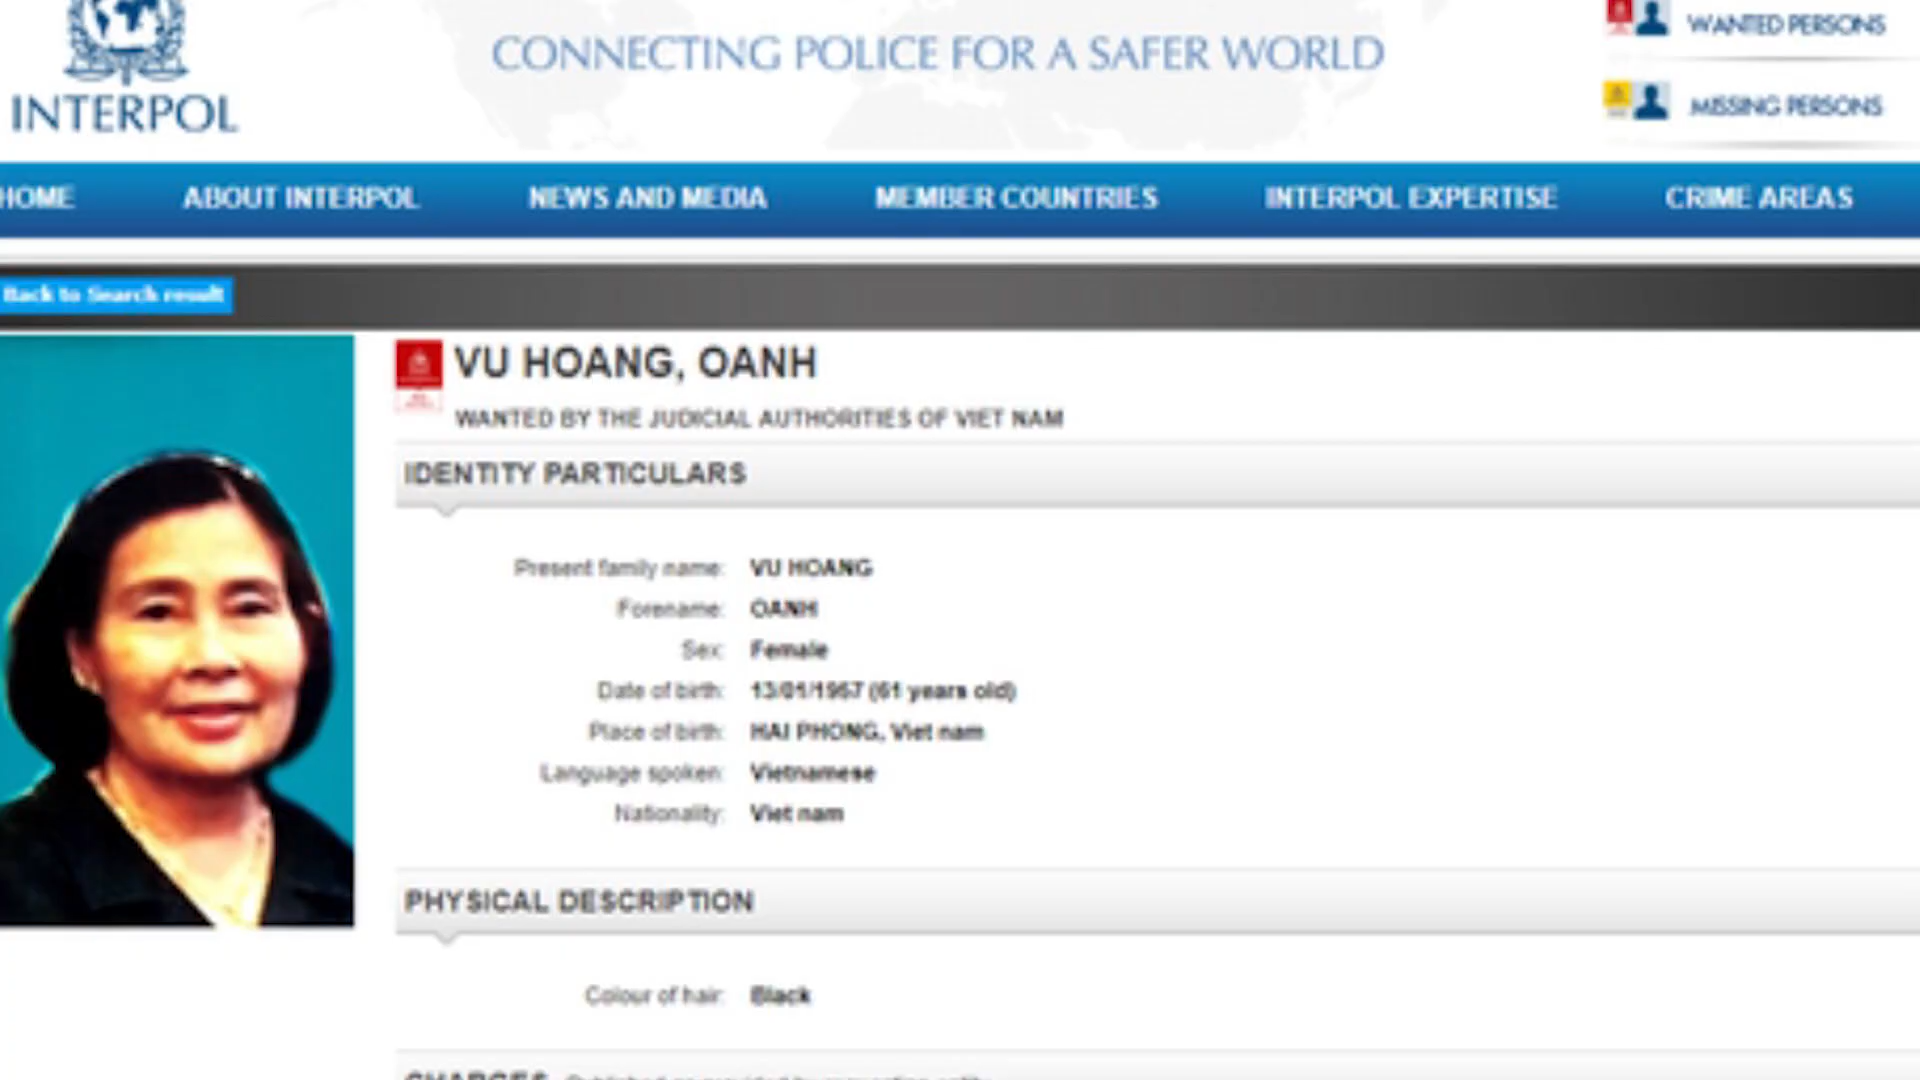 INTERPOL
CONNECTING POLICE FOR A SAFER WORLD
WANTED PERSONS
MISSING PERSONS
HOME ABOUT INTERPOL NEWS AND MEDIA MEMBER COUNTRIES INTERPOL EXPERTISE CRIME AREAS
Back to Search result
VU HOANG, OANH
WANTED BY THE JUDICIAL AUTHORITIES OF VIET NAM
IDENTITY PARTICULARS
Present family name: VU HOANG
Forename: OANH
Sex: Female
Date of birth: 13/01/1957 (61 years old)
Place of birth: HAI PHONG, Viet nam
Language spoken: Vietnamese
Nationality: Viet nam
PHYSICAL DESCRIPTION
Colour of hair: Black